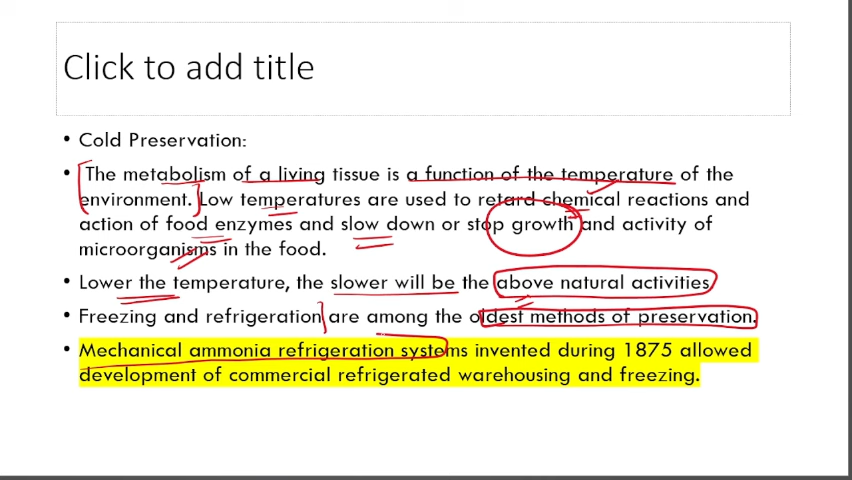 Click to add title
• Cold Preservation:
• The metabolism of a living tissue is a function of the temperature of the
environment. Low temperatures are used to retard chemical reactions and
action of food enzymes and slow down or stop growth and activity of
microorganisms in the food.
• Lower the temperature, the slower will be the above natural activities
• Freezing and refrigeration are among the oldest methods of preservation.
• Mechanical ammonia refrigeration systems invented during 1875 allowed
development of commercial refrigerated warehousing and freezing.